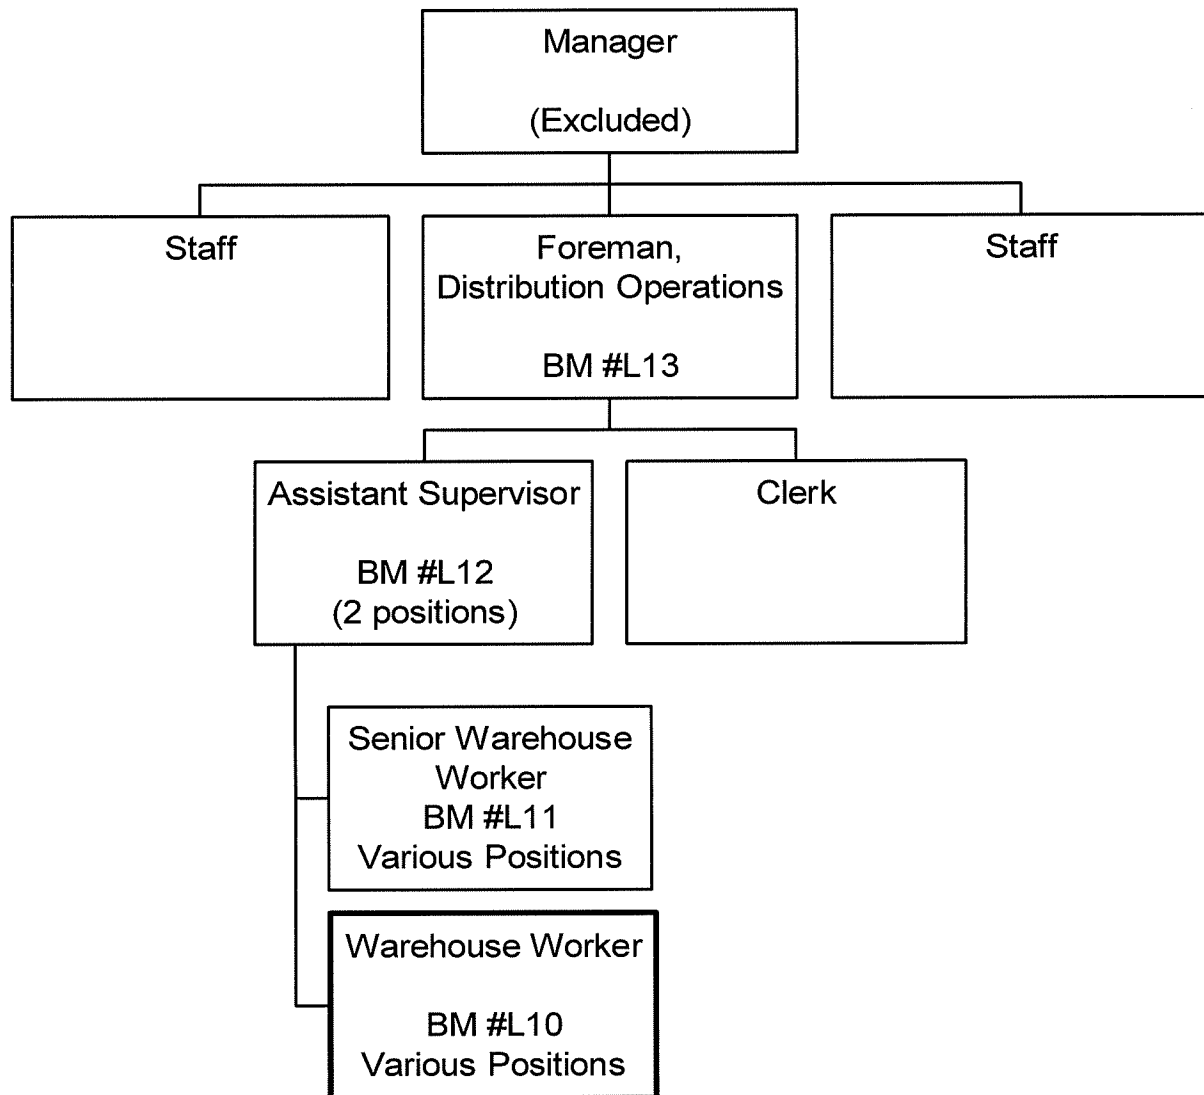 Manager
(Excluded)
Staff
Foreman,
Distribution Operations
BM #L13
Staff
Assistant Supervisor
BM #L12
(2 positions)
Clerk
Senior Warehouse
Worker
BM #L11
Various Positions
Warehouse Worker
BM #L10
Various Positions